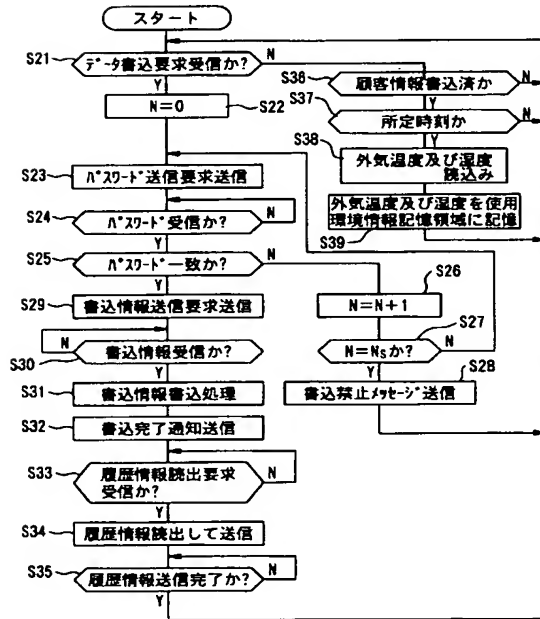 スタート
S21
データ書込要求受信か?
N
Y
N=0
S22
S23
パスワード送信要求送信
S24
パスワード受信か?
N
Y
S25
パスワード一致か?
N
Y
S29
書込情報送信要求送信
N
S30
書込情報受信か?
Y
S31
書込情報書込処理
S32
書込完了通知送信
S33
履歴情報読出要求
受信か?
N
Y
S34
履歴情報読出して送信
S35
履歴情報送信完了か?
N
Y
S36
顧客情報書込済か
N
Y
S37
所定時刻か
N
Y
S38
外気温度及び湿度
読込み
外気温度及び湿度を使用
環境情報記憶領域に記憶
S39
S26
N=N+1
S27
N=Nsか?
N
Y
S28
書込禁止メッセージ送信